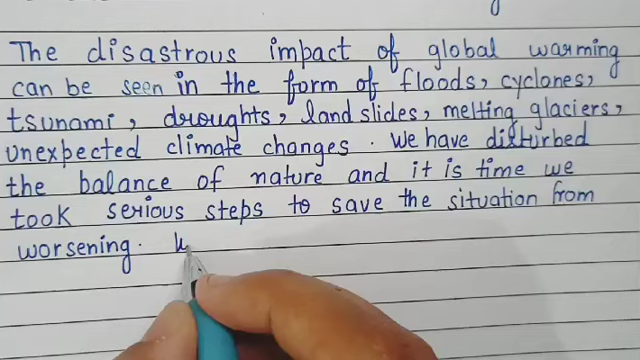 The disastrous impact of global warming
can be seen in the form of floods, cyclones,
tsunami, droughts, land slides, melting glaciers,
unexpected climate changes. We have disturbed
the balance of nature and it is time we
took serious steps to save the situation from
worsening.